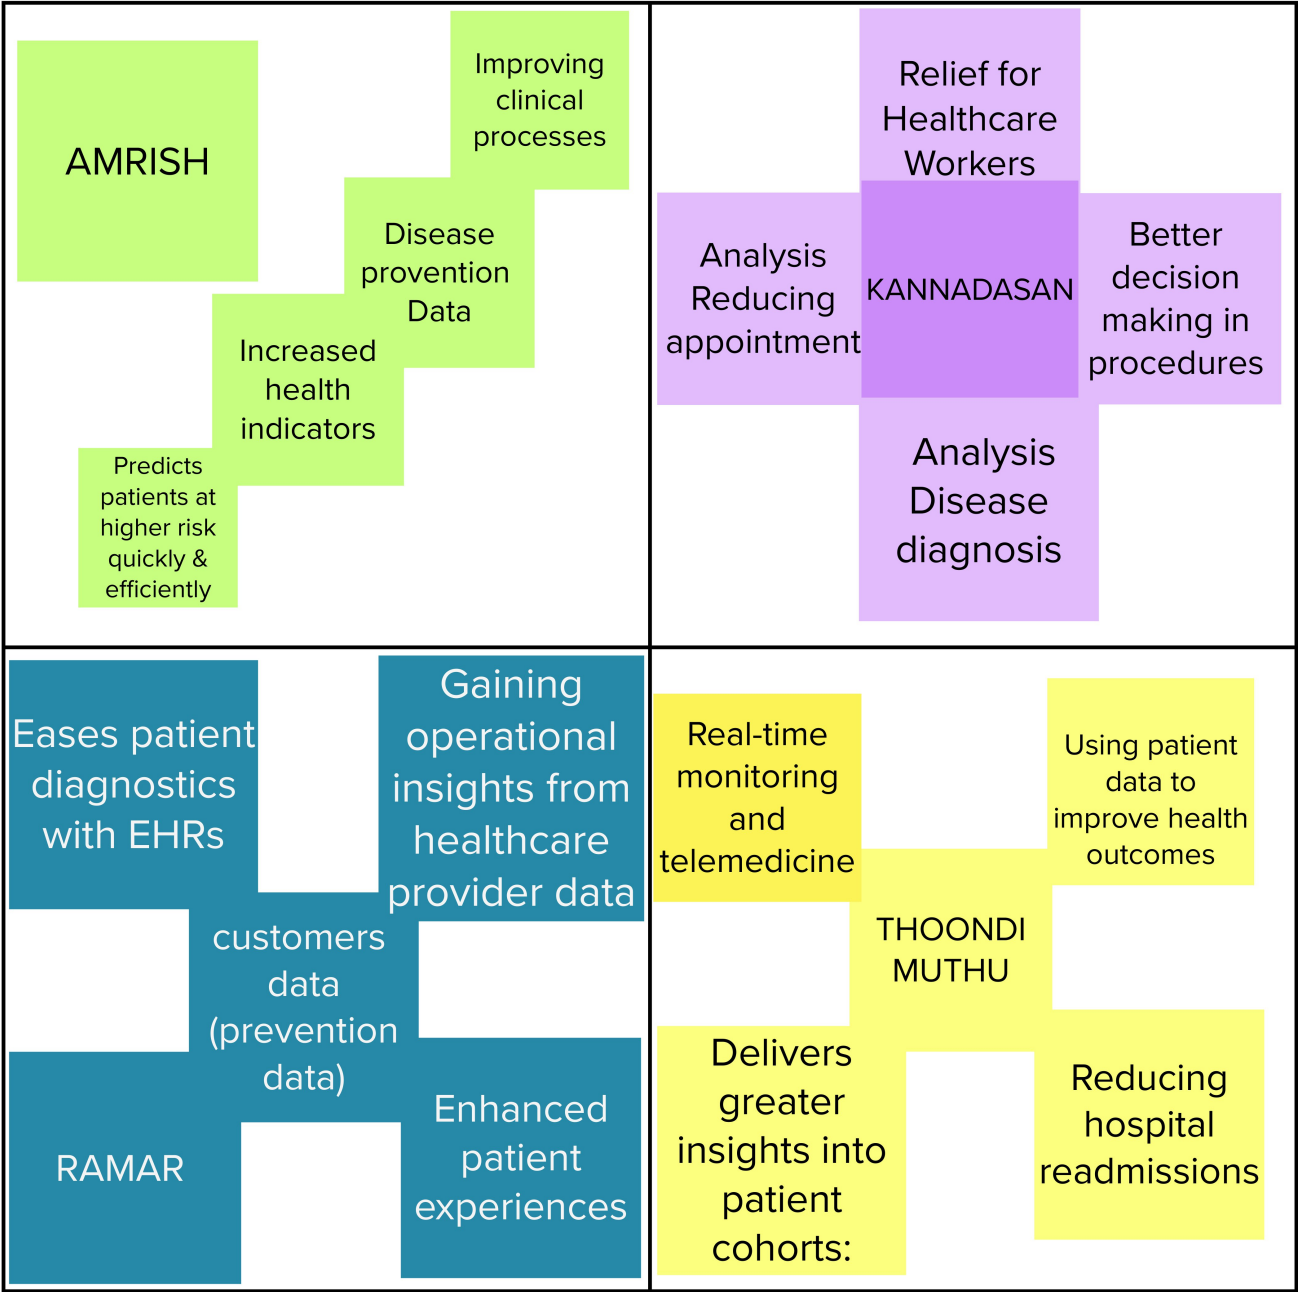 AMRISH
Improving
clinical
processes
Disease
provention
Data
Increased
health
indicators
Predicts
patients at
higher risk
quickly &
efficiently
Relief for
Healthcare
Workers
Analysis
Reducing
appointment
KANNADASAN
Better
decision
making in
procedures
Analysis
Disease
diagnosis
Eases patient
diagnostics
with EHRs
Gaining
operational
insights from
healthcare
provider data
customers
data
(prevention
data)
RAMAR
Enhanced
patient
experiences
Real-time
monitoring
and
telemedicine
Using patient
data to
improve health
outcomes
THOONDI
MUTHU
Delivers
greater
insights into
patient
cohorts:
Reducing
hospital
readmissions